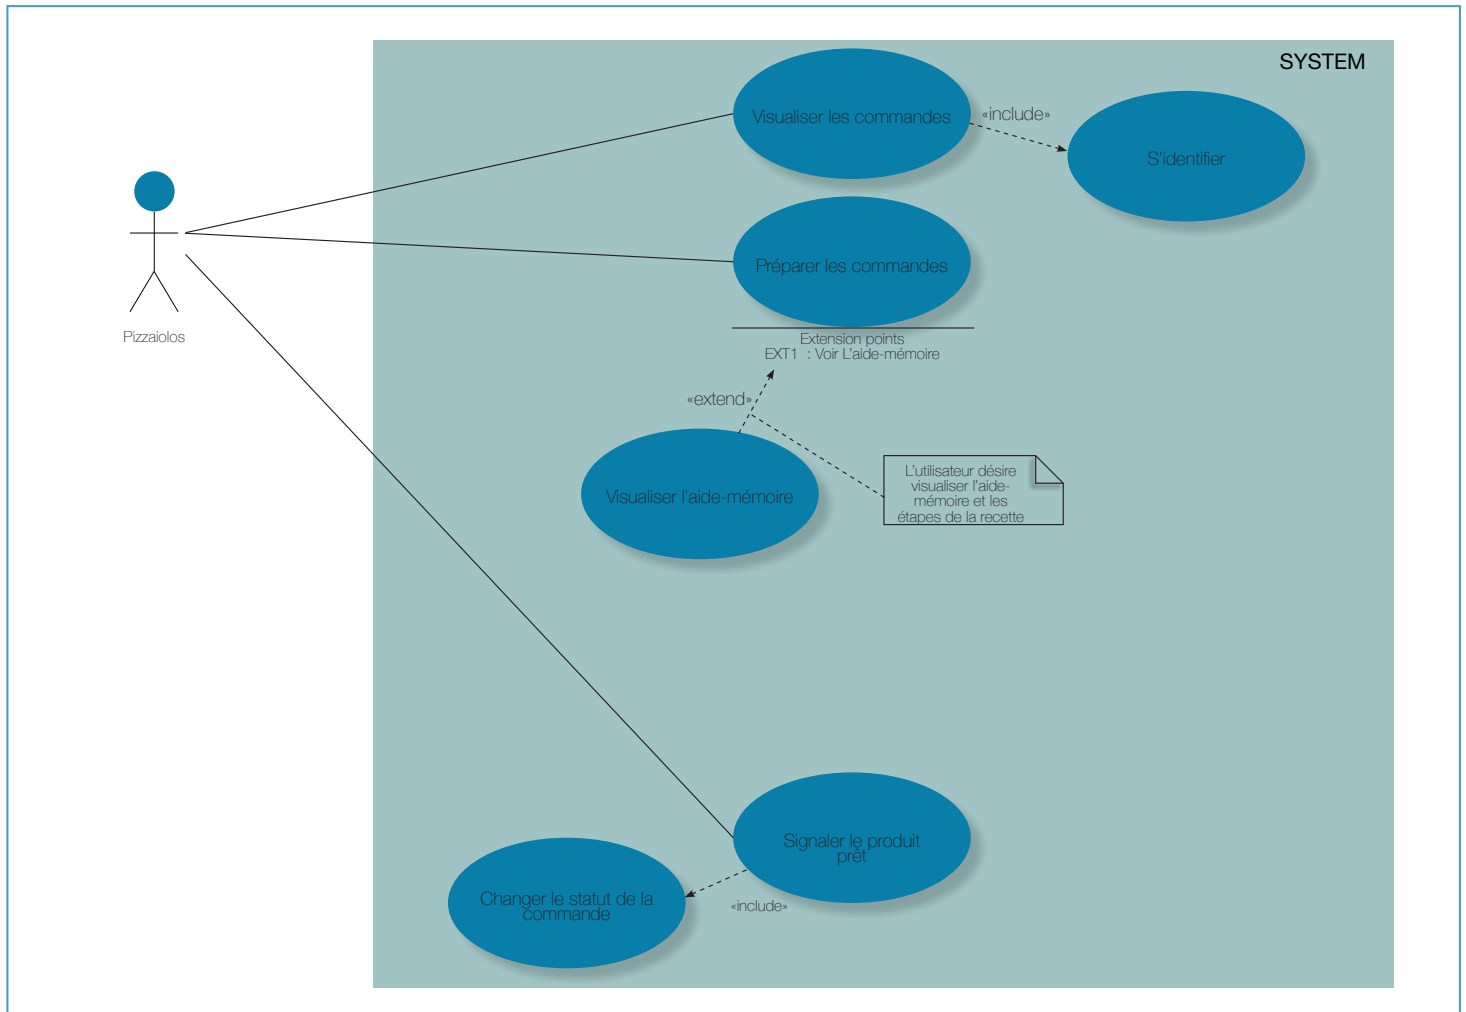 SYSTEM
Visualiser les commandes
«include»
S'identifier
Préparer les commandes
Pizzaiolos
Extension points
EXT1 : Voir L'aide-mémoire
«extend»
Visualiser l'aide-mémoire
L'utilisateur désire
visualiser l'aide-
mémoire et les
étapes de la recette
Signaler le produit
prêt
Changer le statut de la
commande
«include»